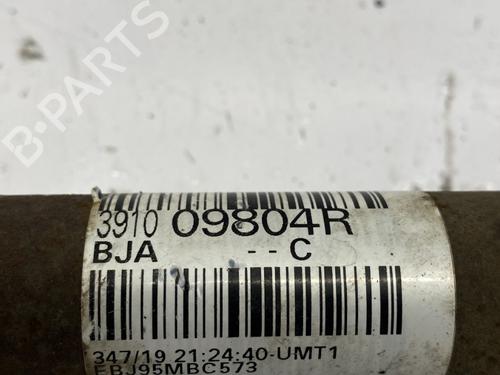 B-PARTS
3910 09804R
BJA -- C
347/19 21:24:40-UMT1
EBJ95MBC573